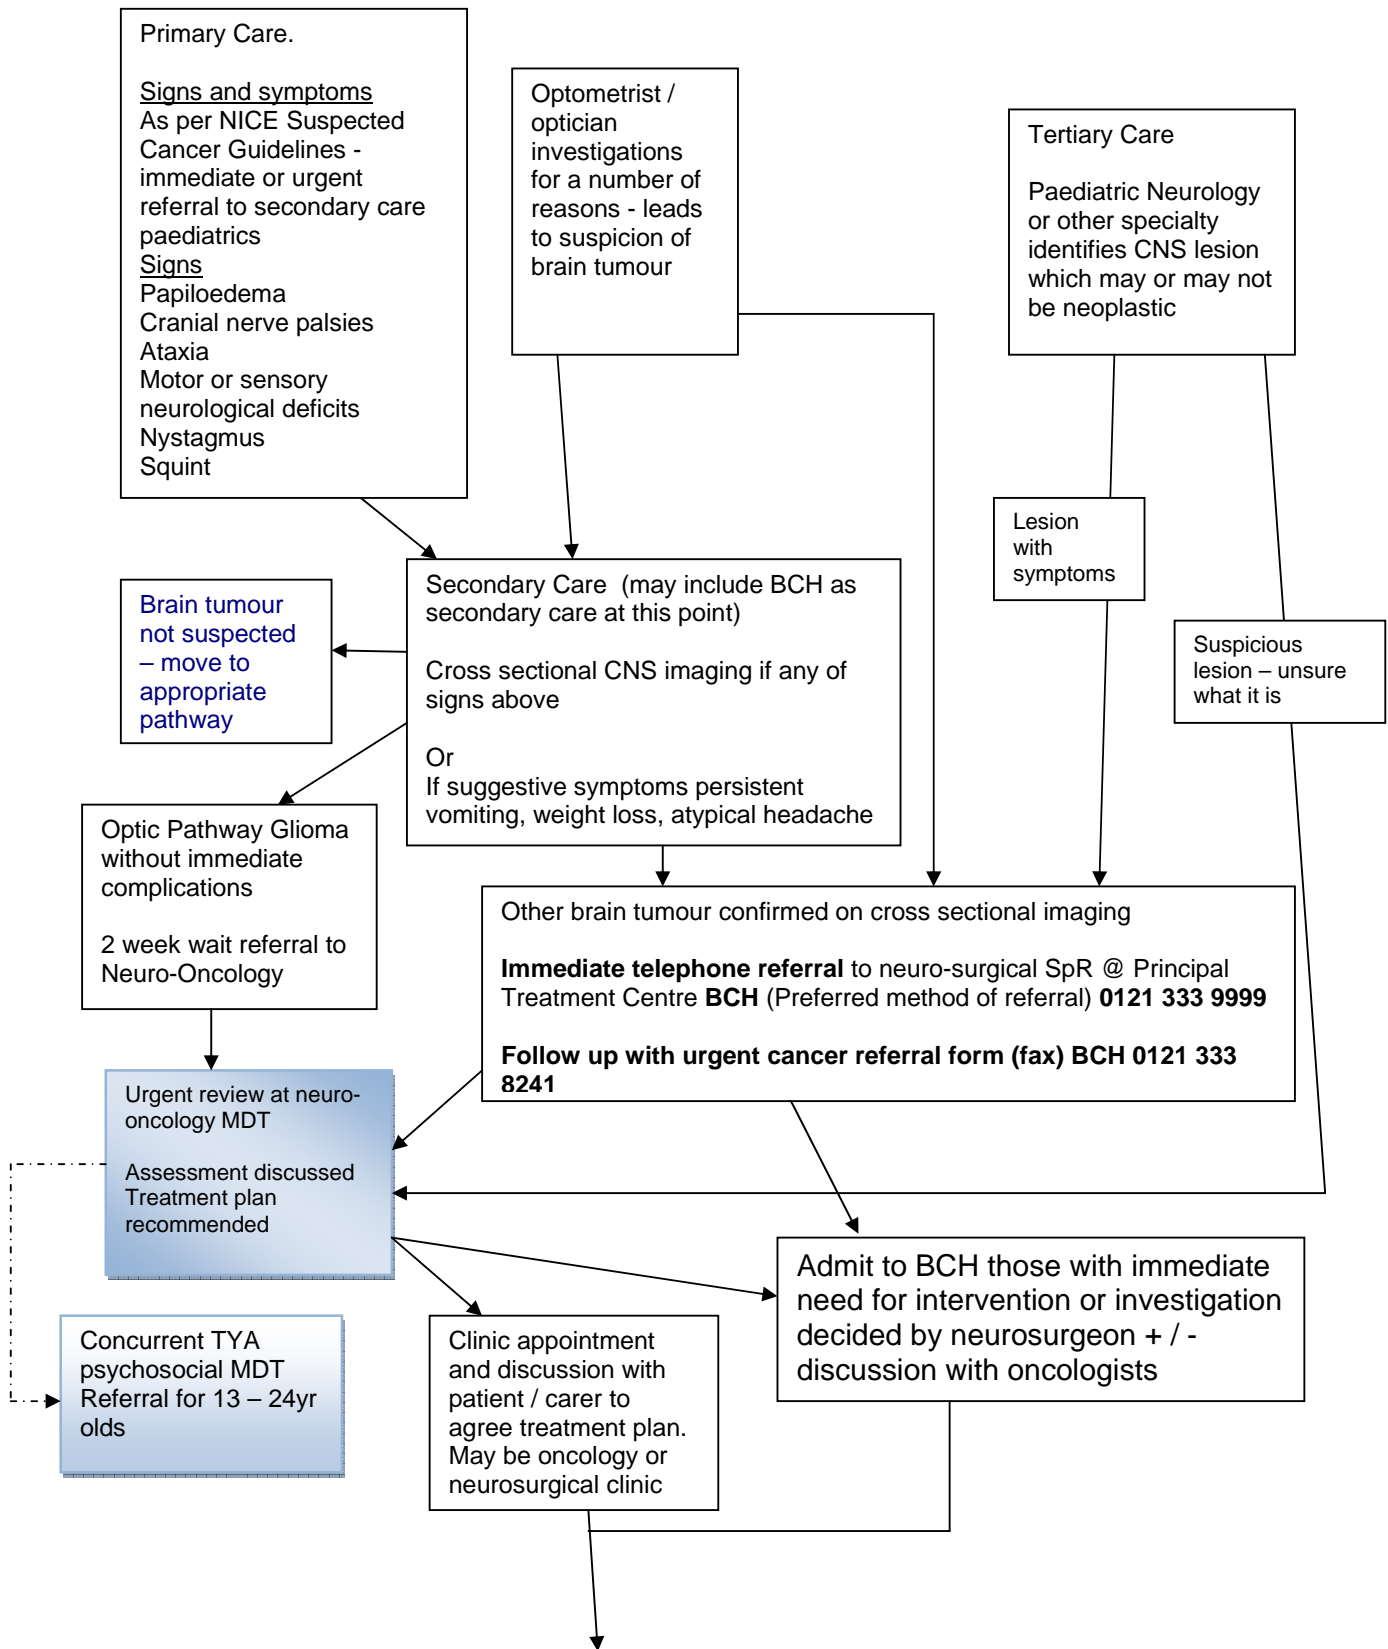 Primary Care.
Signs and symptoms
As per NICE Suspected
Cancer Guidelines -
immediate or urgent
referral to secondary care
paediatrics
Signs
Papiloedema
Cranial nerve palsies
Ataxia
Motor or sensory
neurological deficits
Nystagmus
Squint
Optometrist /
optician
investigations
for a number of
reasons - leads
to suspicion of
brain tumour
Tertiary Care
Paediatric Neurology
or other specialty
identifies CNS lesion
which may or may not
be neoplastic
Lesion
with
symptoms
Suspicious
lesion – unsure
what it is
Secondary Care (may include BCH as
secondary care at this point)
Cross sectional CNS imaging if any of
signs above
Or
If suggestive symptoms persistent
vomiting, weight loss, atypical headache
Brain tumour
not suspected
– move to
appropriate
pathway
Optic Pathway Glioma
without immediate
complications
2 week wait referral to
Neuro-Oncology
Other brain tumour confirmed on cross sectional imaging
Immediate telephone referral to neuro-surgical SpR @ Principal
Treatment Centre BCH (Preferred method of referral) 0121 333 9999
Follow up with urgent cancer referral form (fax) BCH 0121 333
8241
Urgent review at neuro-
oncology MDT
Assessment discussed
Treatment plan
recommended
Concurrent TYA
psychosocial MDT
Referral for 13 – 24yr
olds
Clinic appointment
and discussion with
patient / carer to
agree treatment plan.
May be oncology or
neurosurgical clinic
Admit to BCH those with immediate
need for intervention or investigation
decided by neurosurgeon + / -
discussion with oncologists